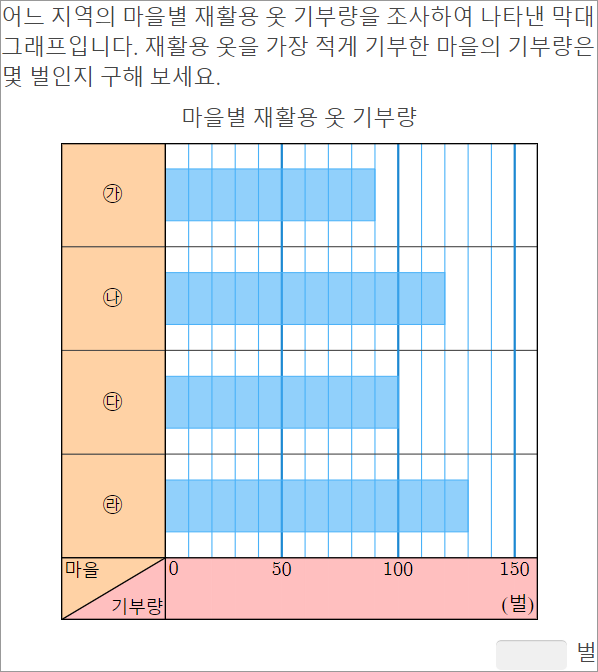 어느 지역의 마을별 재활용 옷 기부량을 조사하여 나타낸 막대
그래프입니다. 재활용 옷을 가장 적게 기부한 마을의 기부량은
몇 벌인지 구해 보세요.
마을별 재활용 옷 기부량
㉮
㉯
㉰
㉱
마을 0 50 100 150
기부량 (벌)
벌